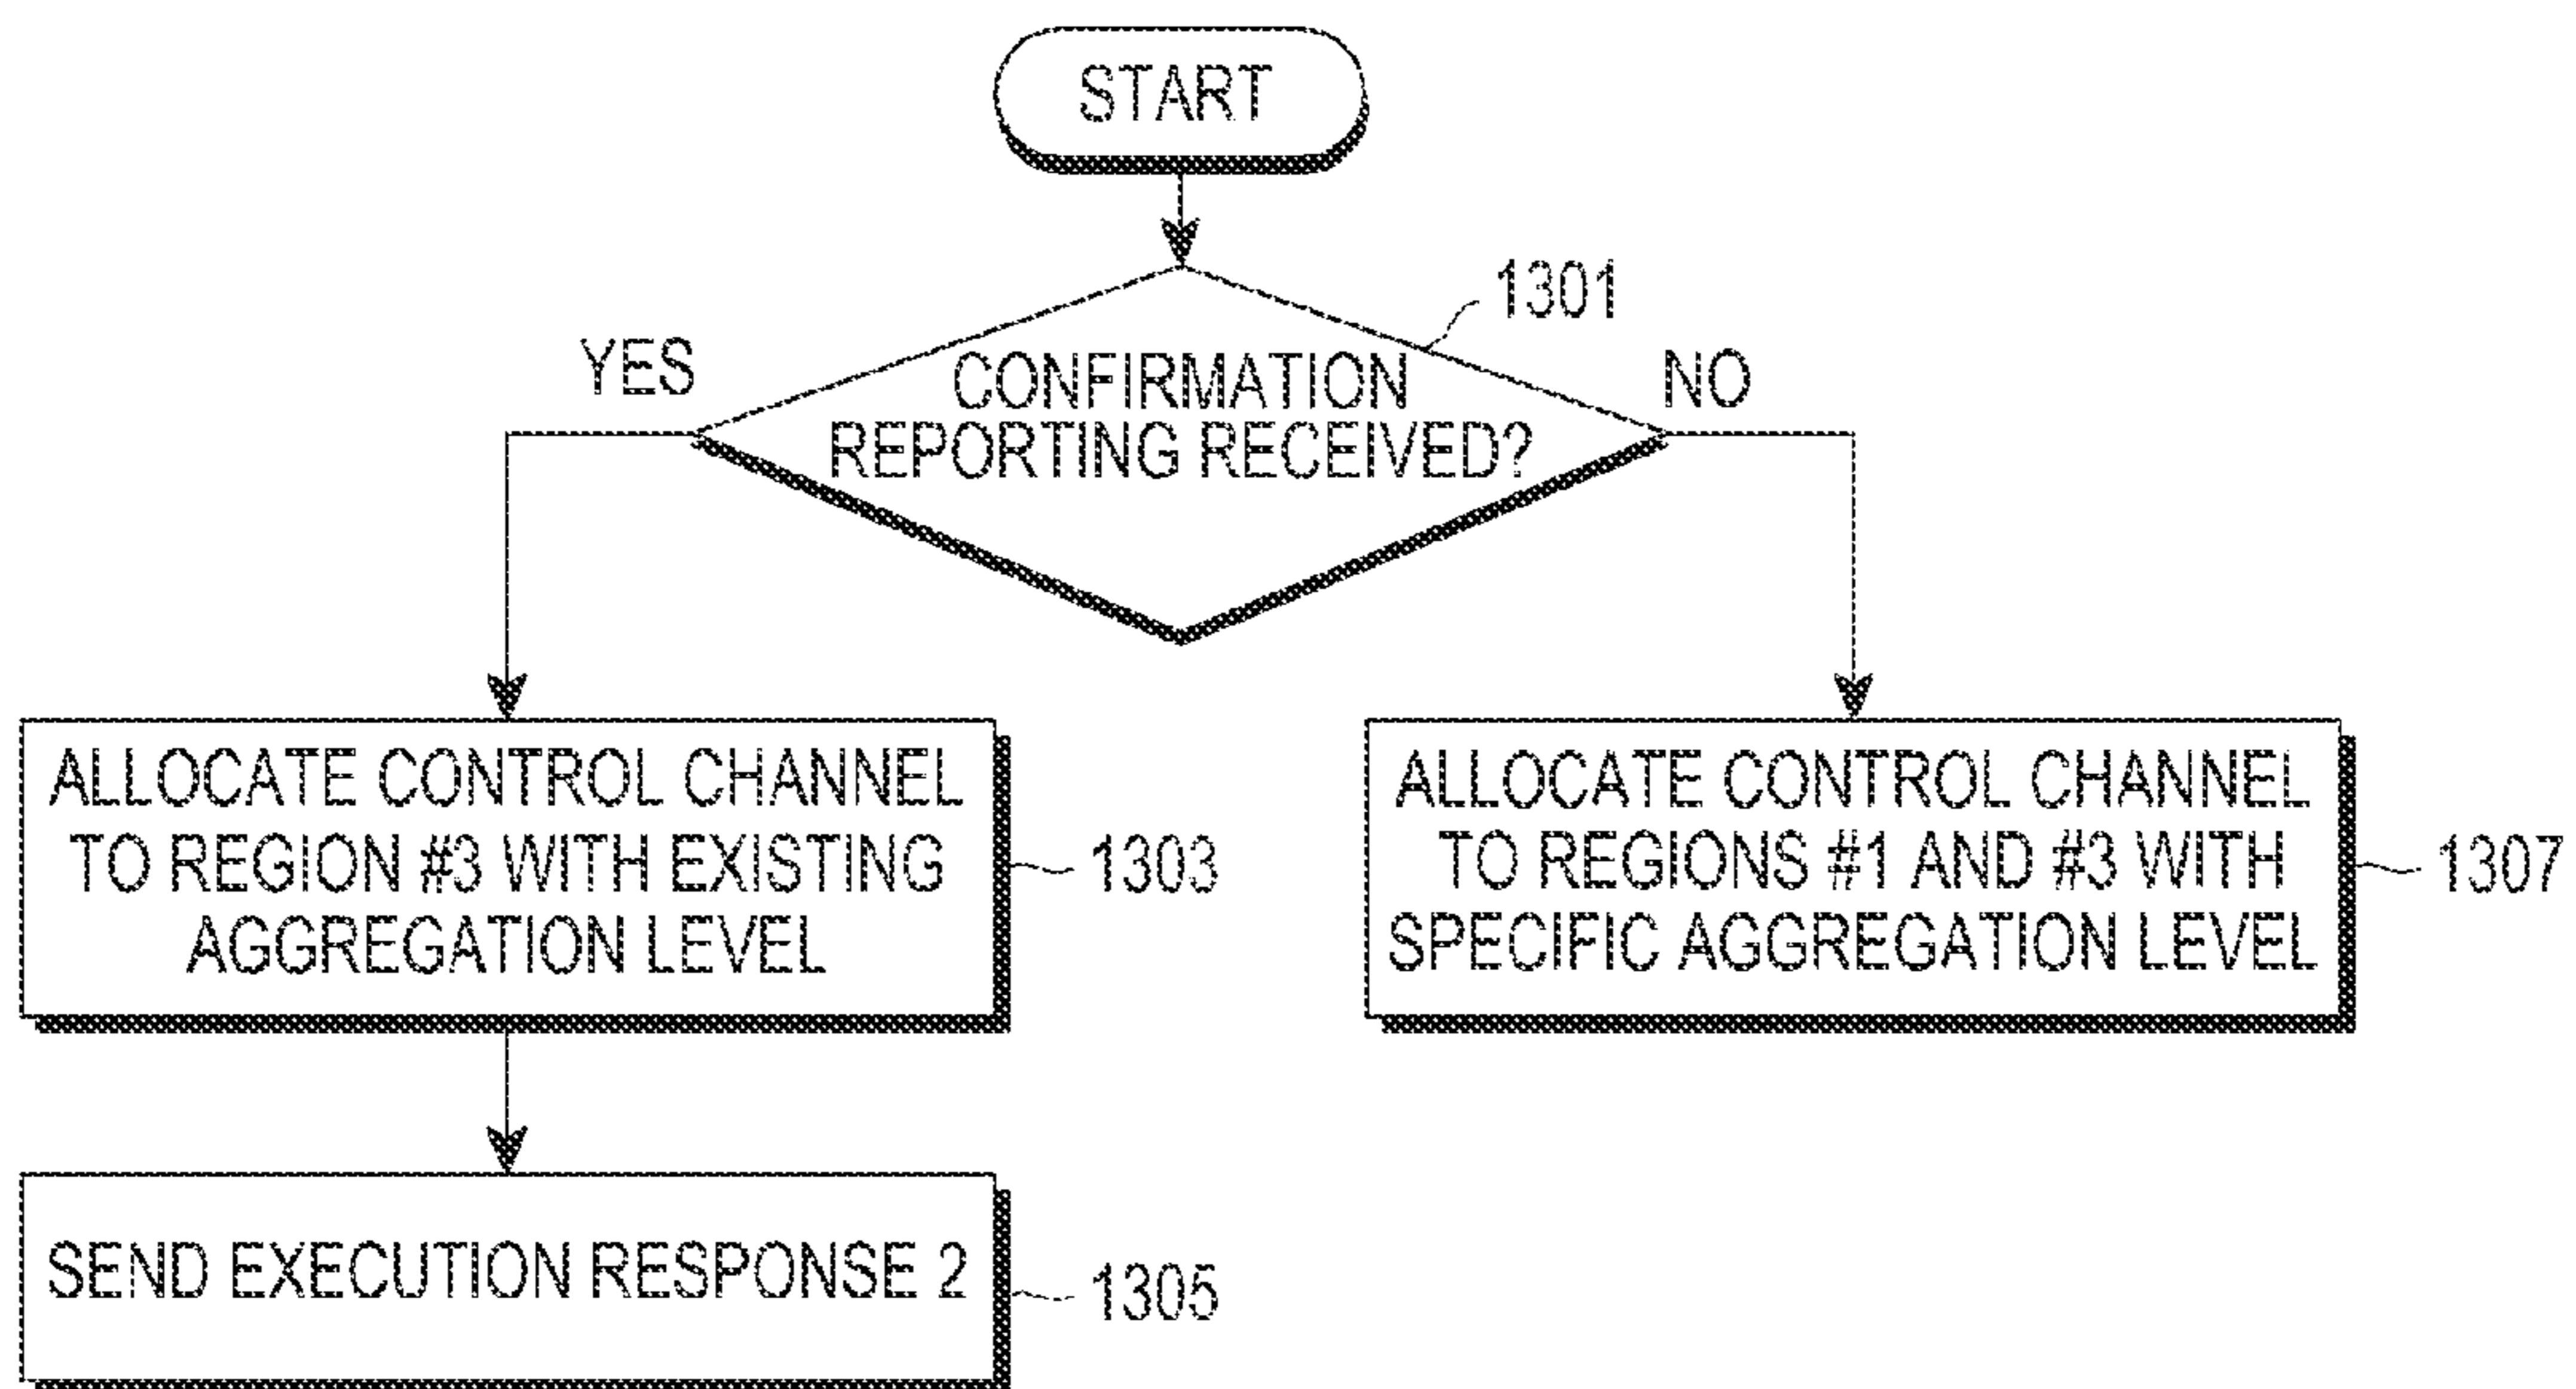 START
1301
YES
NO
CONFIRMATION
REPORTING RECEIVED?
ALLOCATE CONTROL CHANNEL
TO REGION #3 WITH EXISTING
AGGREGATION LEVEL
1303
ALLOCATE CONTROL CHANNEL
TO REGIONS #1 AND #3 WITH
SPECIFIC AGGREGATION LEVEL
1307
SEND EXECUTION RESPONSE 2
1305